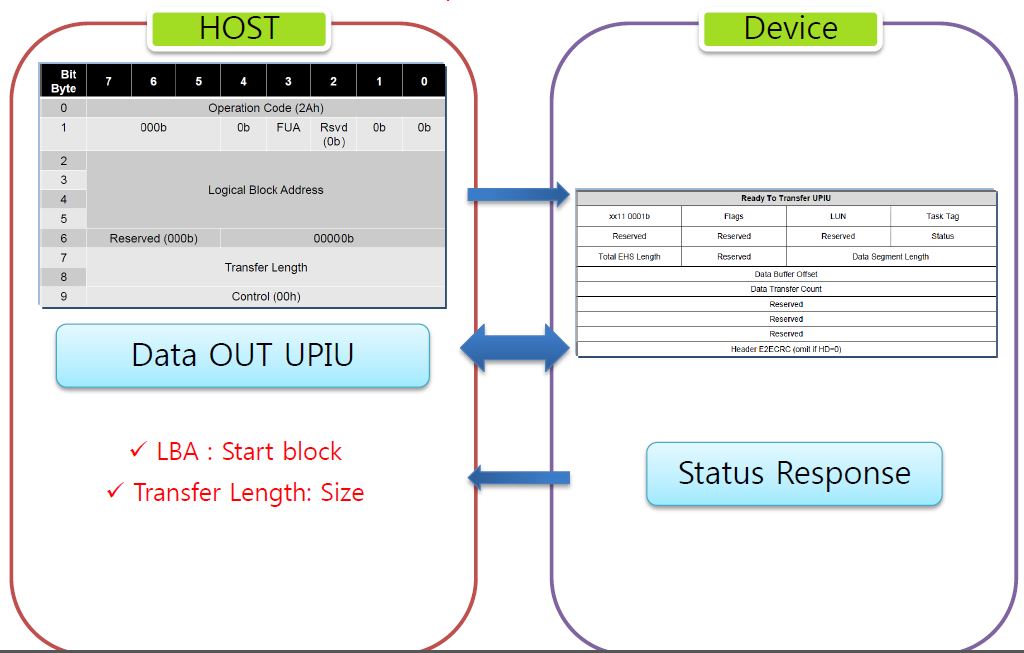 HOST
Device
Bit
Byte 7 6 5 4 3 2 1 0
0 Operation Code (2Ah)
1 000b 0b FUA Rsvd 0b 0b
(0b)
2
3
Logical Block Address
4
5
6 Reserved (000b) 00000b
7
Transfer Length
8
9 Control (00h)
Data OUT UPIU
✓ LBA : Start block
✓ Transfer Length: Size
Ready To Transfer UPIU
xx11 0001b Flags LUN Task Tag
Reserved Reserved Reserved Status
Total EHS Length Reserved Data Segment Length
Data Buffer Offset
Data Transfer Count
Reserved
Reserved
Reserved
Header E2ECRC (omit if HD=0)
Status Response